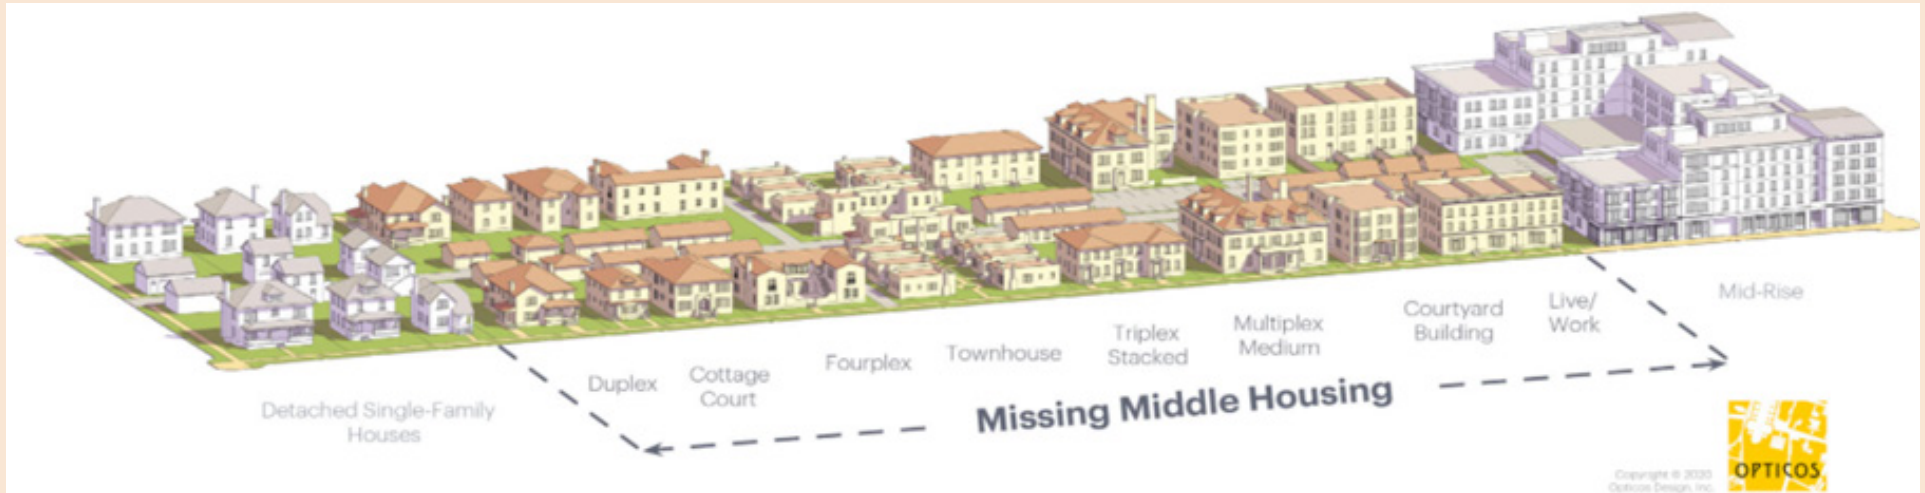 Detached Single-Family
Houses
Duplex
Cottage
Court
Fourplex
Townhouse
Triplex
Stacked
Multiplex
Medium
Courtyard
Building
Live/
Work
Mid-Rise
Missing Middle Housing
OPTICOS
Copyright © 2020
Opticos Design, Inc.